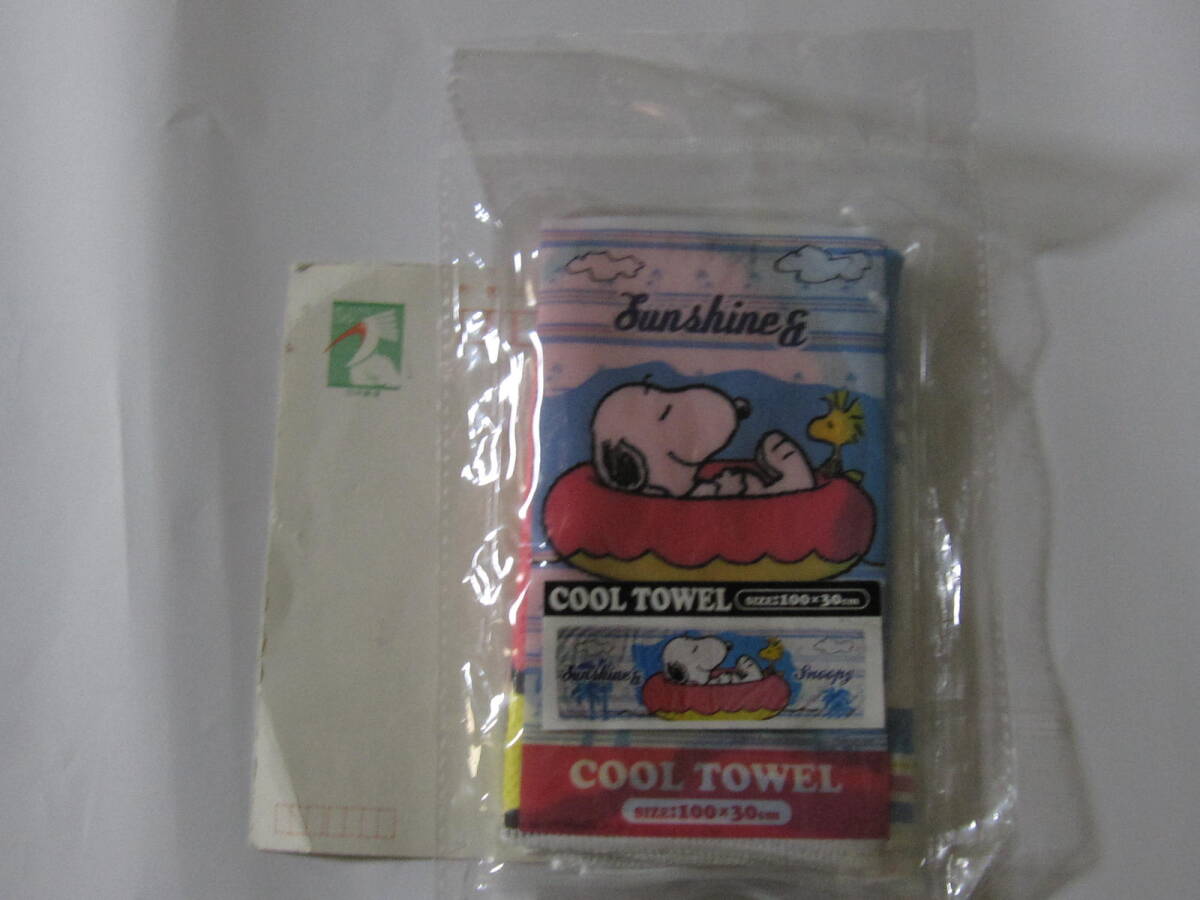 Sunshine &
COOL TOWEL SIZE:100×30cm
Sunshine & Snoopy
COOL TOWEL
SIZE:100×30cm